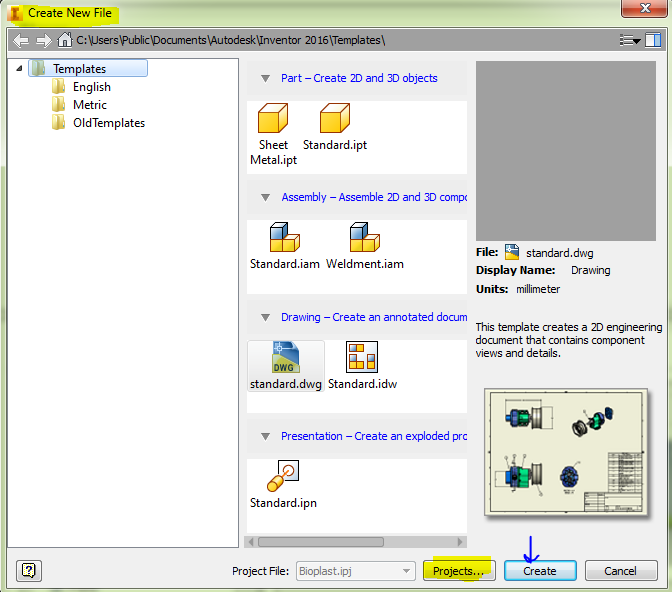 Create New File
C:\Users\Public\Documents\Autodesk\Inventor 2016\Templates\
Templates
English
Metric
OldTemplates
Part – Create 2D and 3D objects
Sheet
Metal.ipt
Standard.ipt
Assembly – Assemble 2D and 3D compo
Standard.iam
Weldment.iam
Drawing – Create an annotated docum
DWG
standard.dwg
Standard.idw
Presentation – Create an exploded pro
Standard.ipn
File: standard.dwg
Display Name: Drawing
Units: millimeter
This template creates a 2D engineering
document that contains component
views and details.
Project File: Bioplast.ipj
Projects...
Create
Cancel